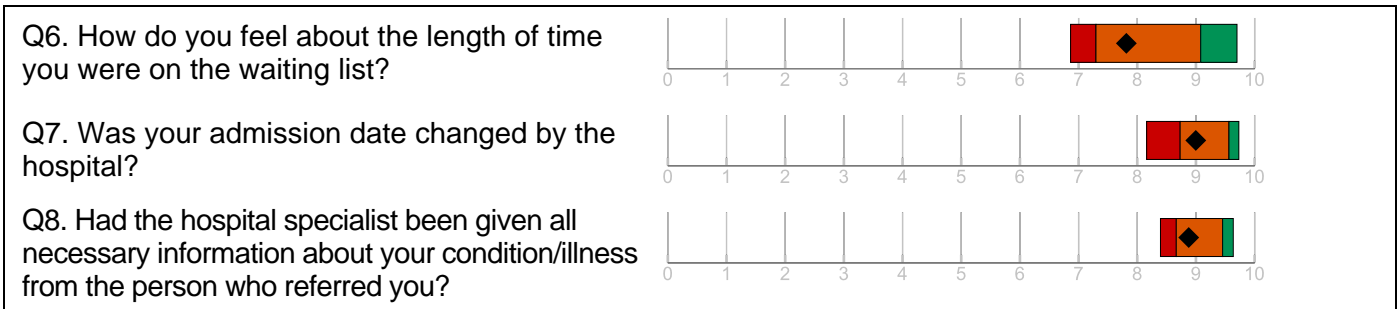 Q6. How do you feel about the length of time
you were on the waiting list?
0 1 2 3 4 5 6 7 8 9 10
Q7. Was your admission date changed by the
hospital?
0 1 2 3 4 5 6 7 8 9 10
Q8. Had the hospital specialist been given all
necessary information about your condition/illness
from the person who referred you?
0 1 2 3 4 5 6 7 8 9 10